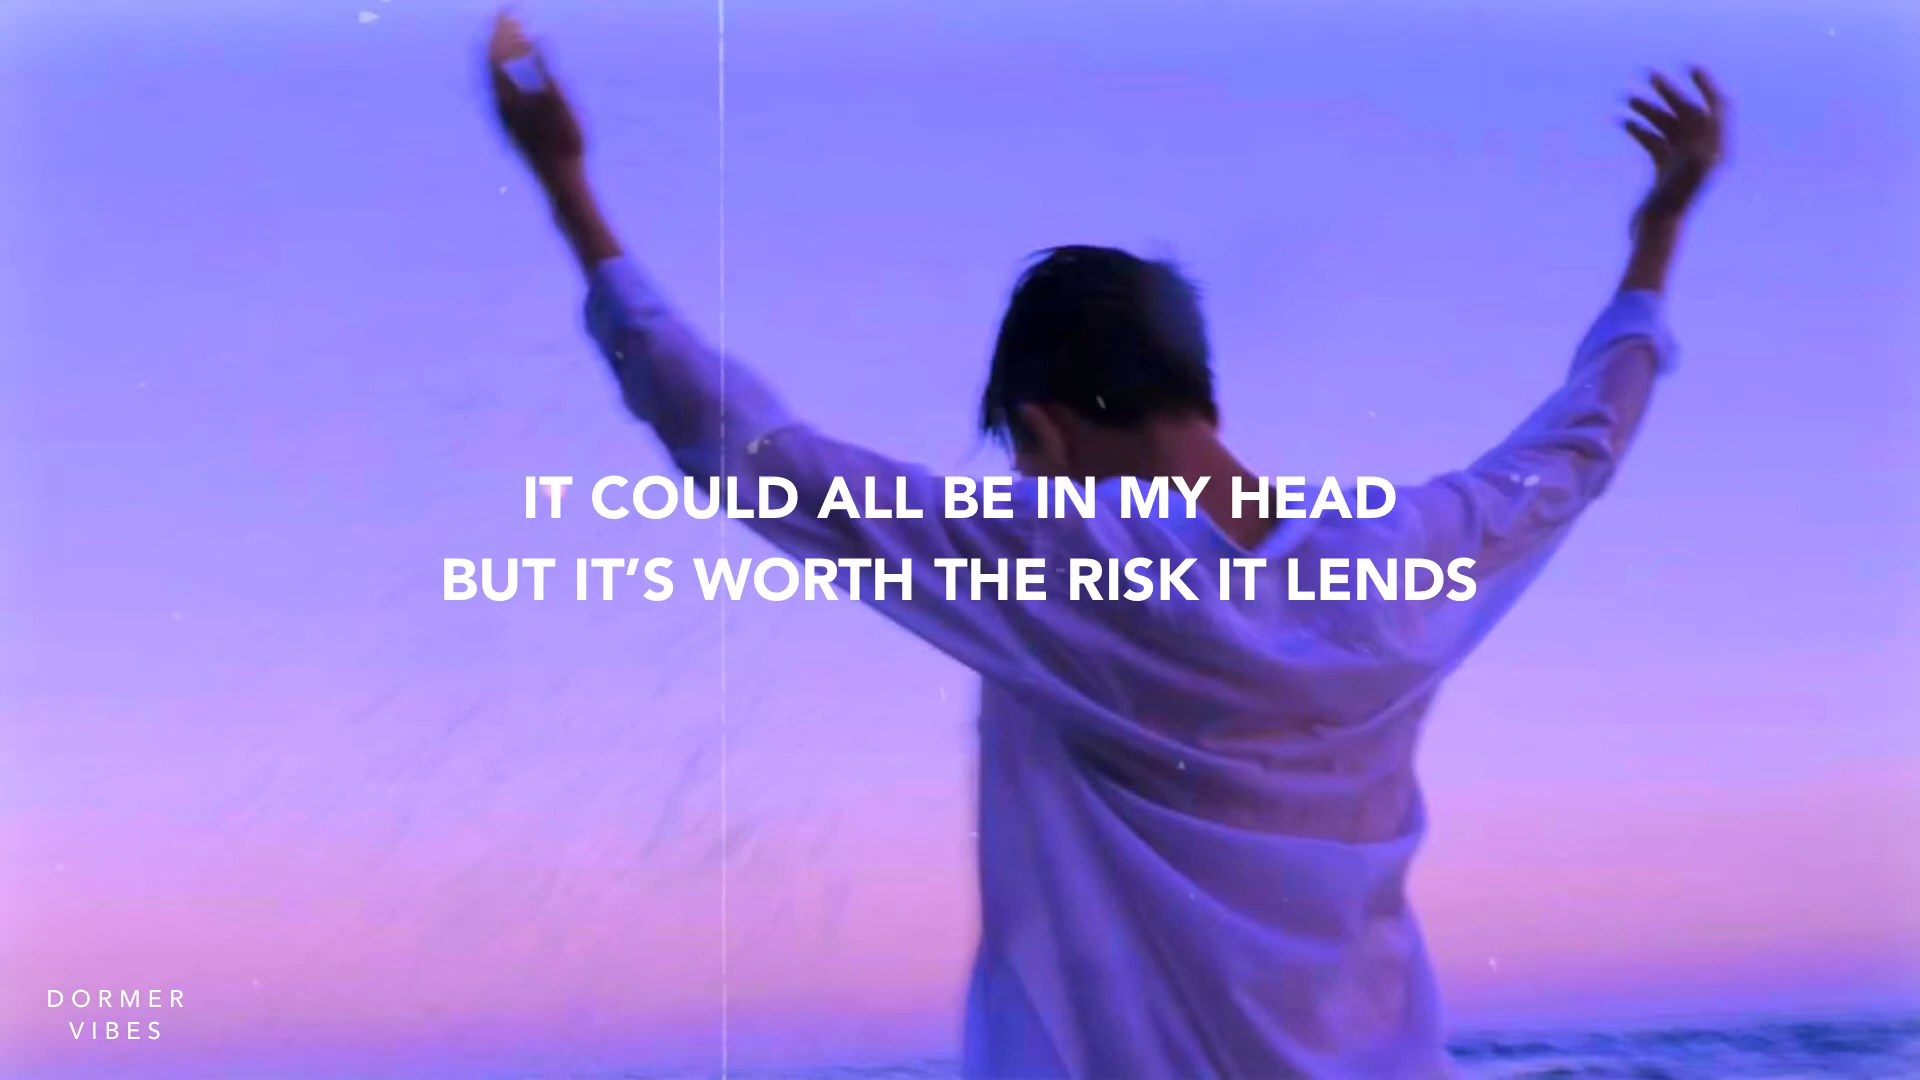 IT COULD ALL BE IN MY HEAD
BUT IT’S WORTH THE RISK IT LENDS
DORMER
VIBES